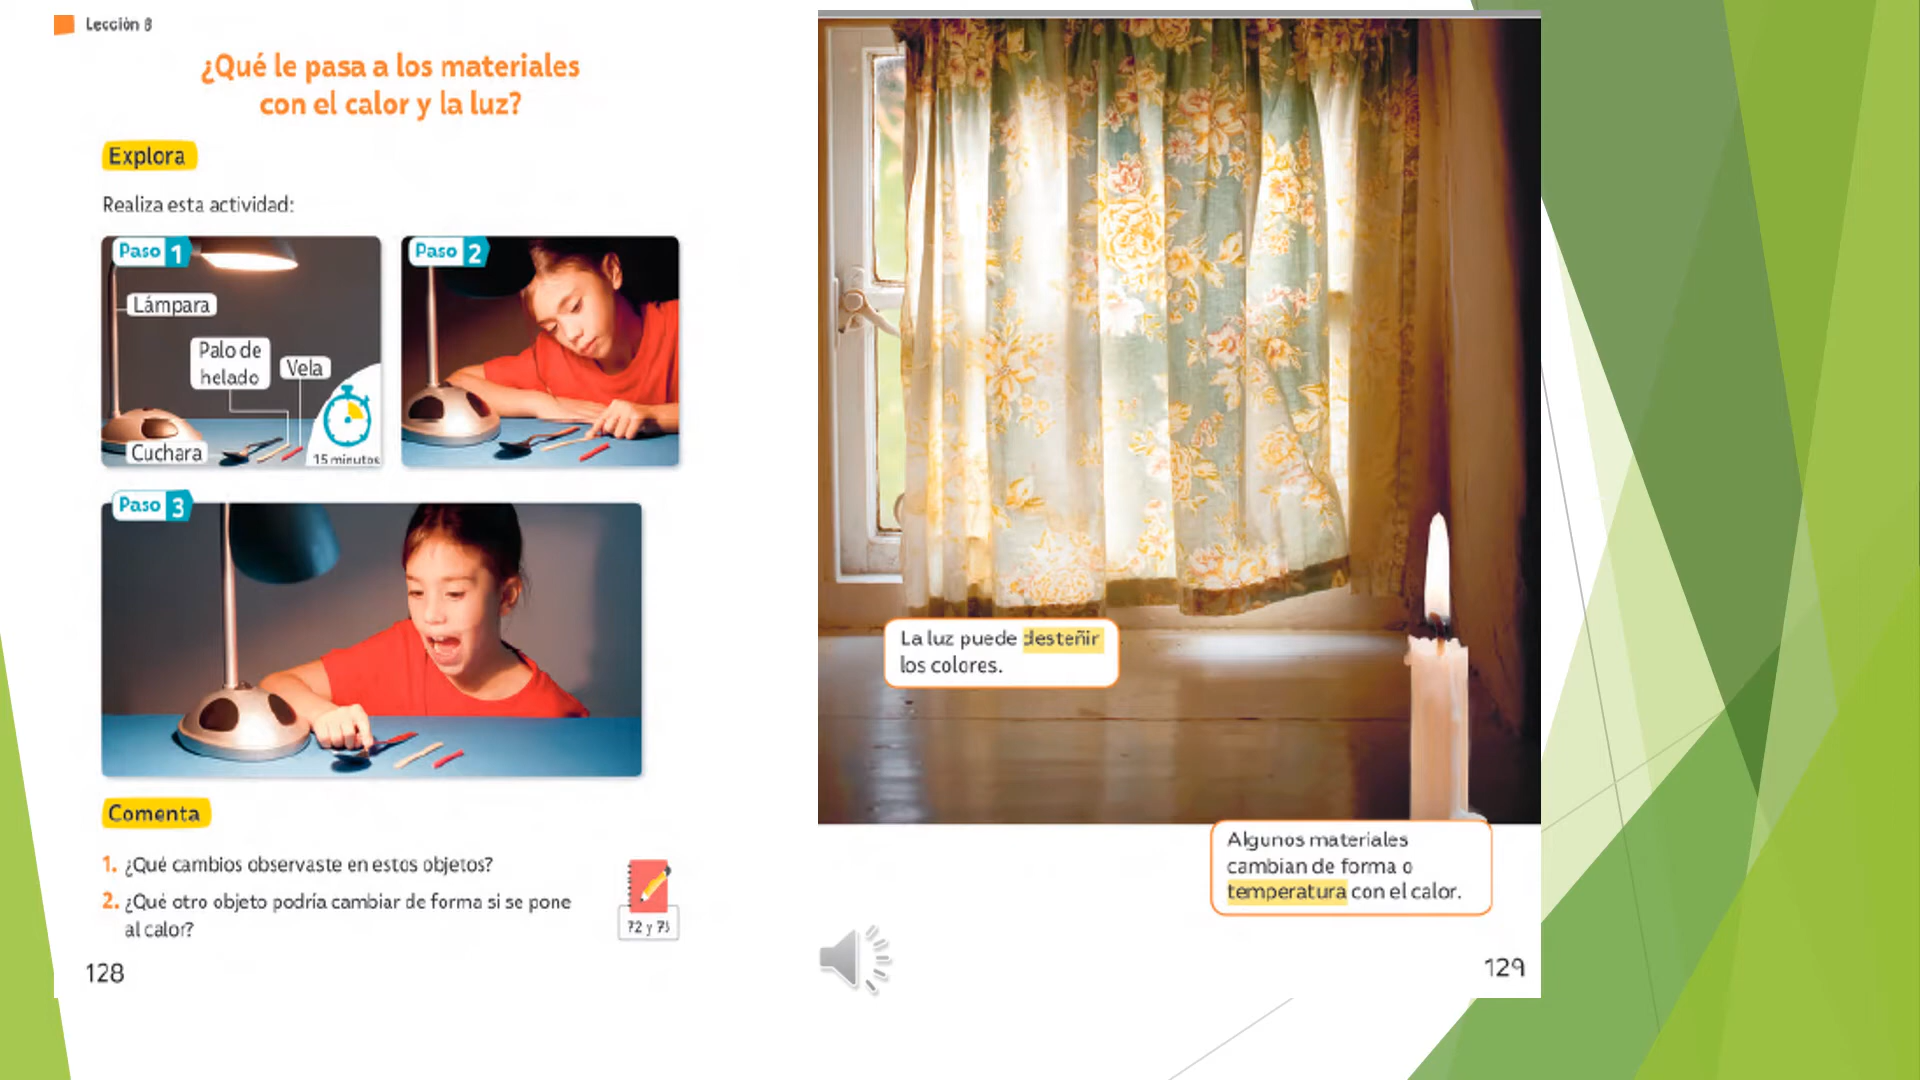 Lección 8
¿Qué le pasa a los materiales
con el calor y la luz?
Explora
Realiza esta actividad:
Paso 1
Lámpara
Palo de
helado
Vela
Cuchara
15 minutos
Paso 2
Paso 3
Comenta
1. ¿Qué cambios observaste en estos objetos?
2. ¿Qué otro objeto podría cambiar de forma si se pone
al calor?
72 y 73
128
La luz puede desteñir
los colores.
Algunos materiales
cambian de forma o
temperatura con el calor.
129